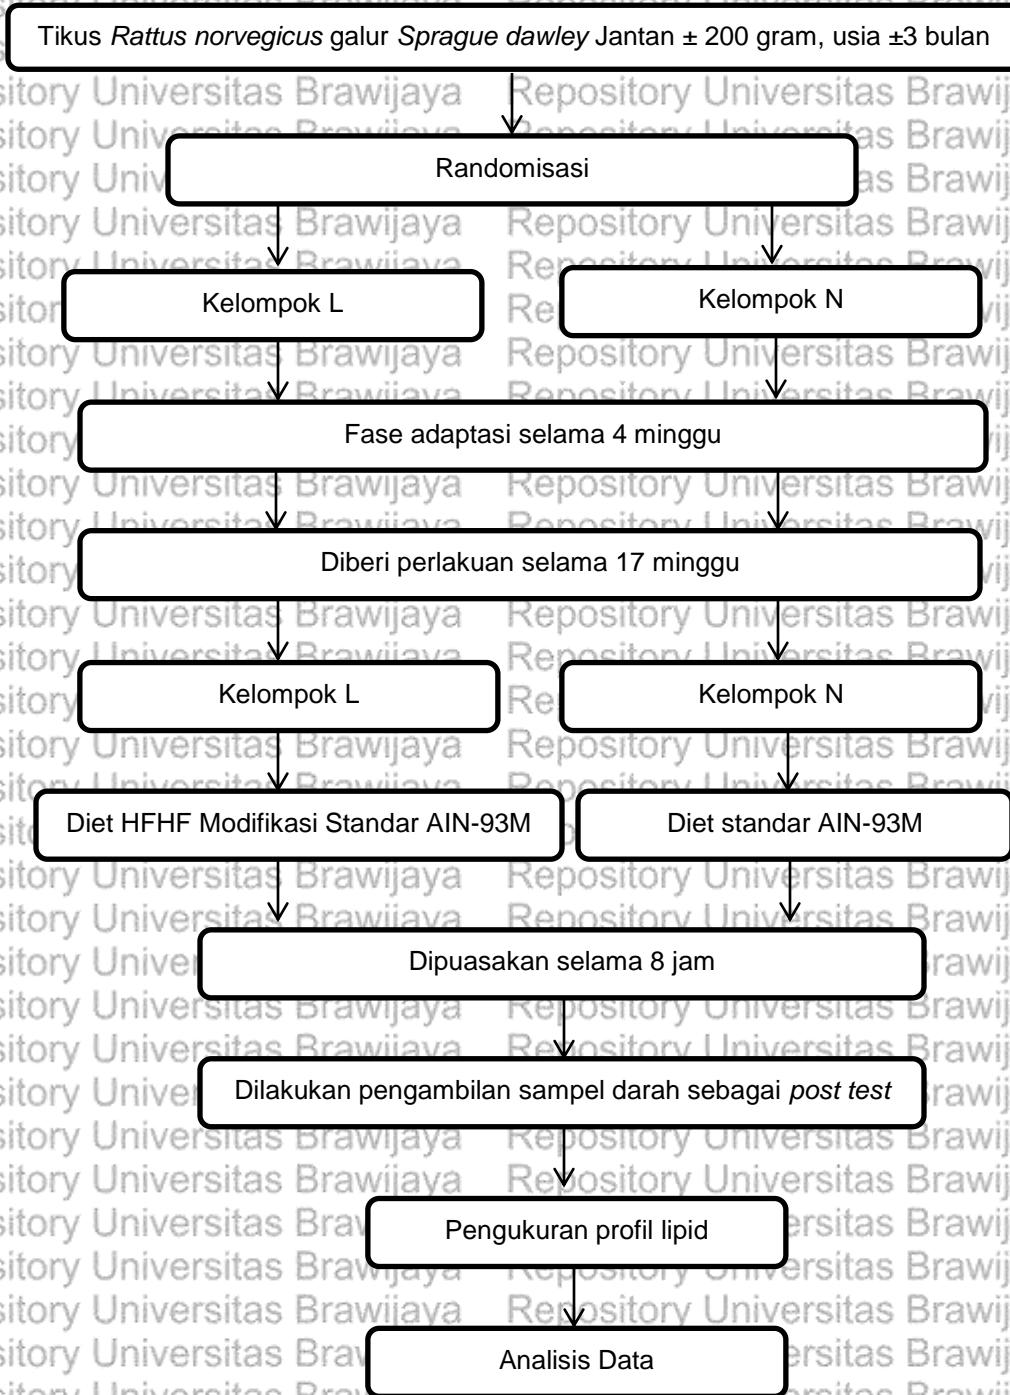 Tikus Rattus norvegicus galur Sprague dawley Jantan ± 200 gram, usia ±3 bulan
Randomisasi
Kelompok L
Kelompok N
Fase adaptasi selama 4 minggu
Diberi perlakuan selama 17 minggu
Kelompok L
Kelompok N
Diet HFHF Modifikasi Standar AIN-93M
Diet standar AIN-93M
Dipuasakan selama 8 jam
Dilakukan pengambilan sampel darah sebagai post test
Pengukuran profil lipid
Analisis Data